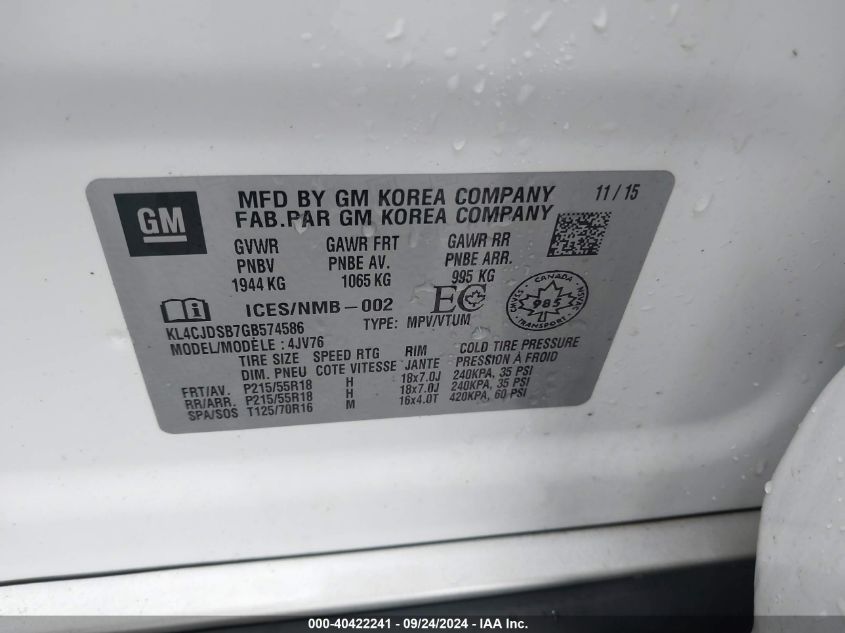 GM
MFD BY GM KOREA COMPANY 11/15
FAB.PAR GM KOREA COMPANY
GVWR GAWR FRT GAWR RR
PNBV PNBE AV. PNBE ARR.
1944 KG 1065 KG 995 KG
i ICES/NMB-002 EC
CANADA
985
TRANSPORT
KL4CJDSB7GB574586 TYPE: MPV/VTUM
MODEL/MODÈLE : 4JV76
TIRE SIZE SPEED RTG RIM COLD TIRE PRESSURE
DIM. PNEU COTE VITESSE JANTE PRESSION À FROID
FRT/AV. P215/55R18 H 18x7.0J 240KPA, 35 PSI
RR/ARR. P215/55R18 H 18x7.0J 240KPA, 35 PSI
SPA/SOS T125/70R16 M 16x4.0T 420KPA, 60 PSI
000-40422241 - 09/24/2024 - IAA Inc.